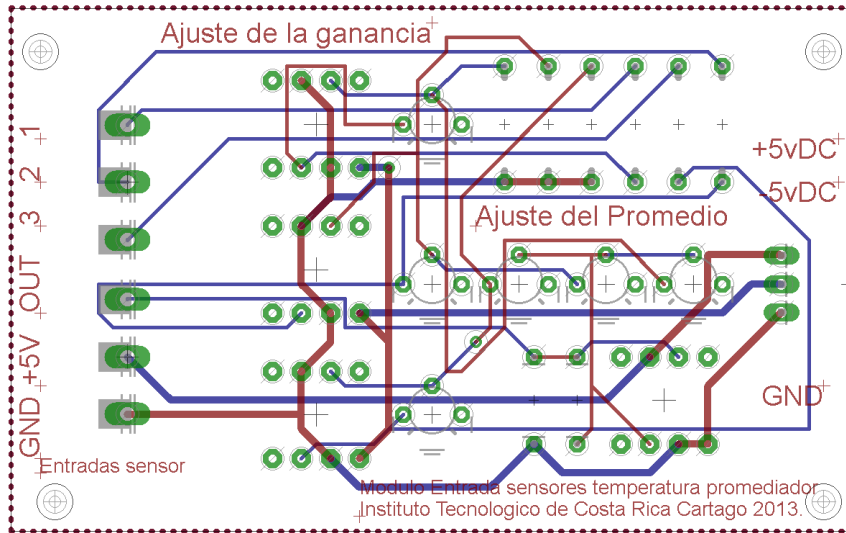 Ajuste de la ganancia
1
2
3
OUT
+5V
GND
+5vDC
-5vDC
Ajuste del Promedio
GND
Entradas sensor
Modulo Entrada sensores temperatura promediador
Instituto Tecnologico de Costa Rica Cartago 2013.